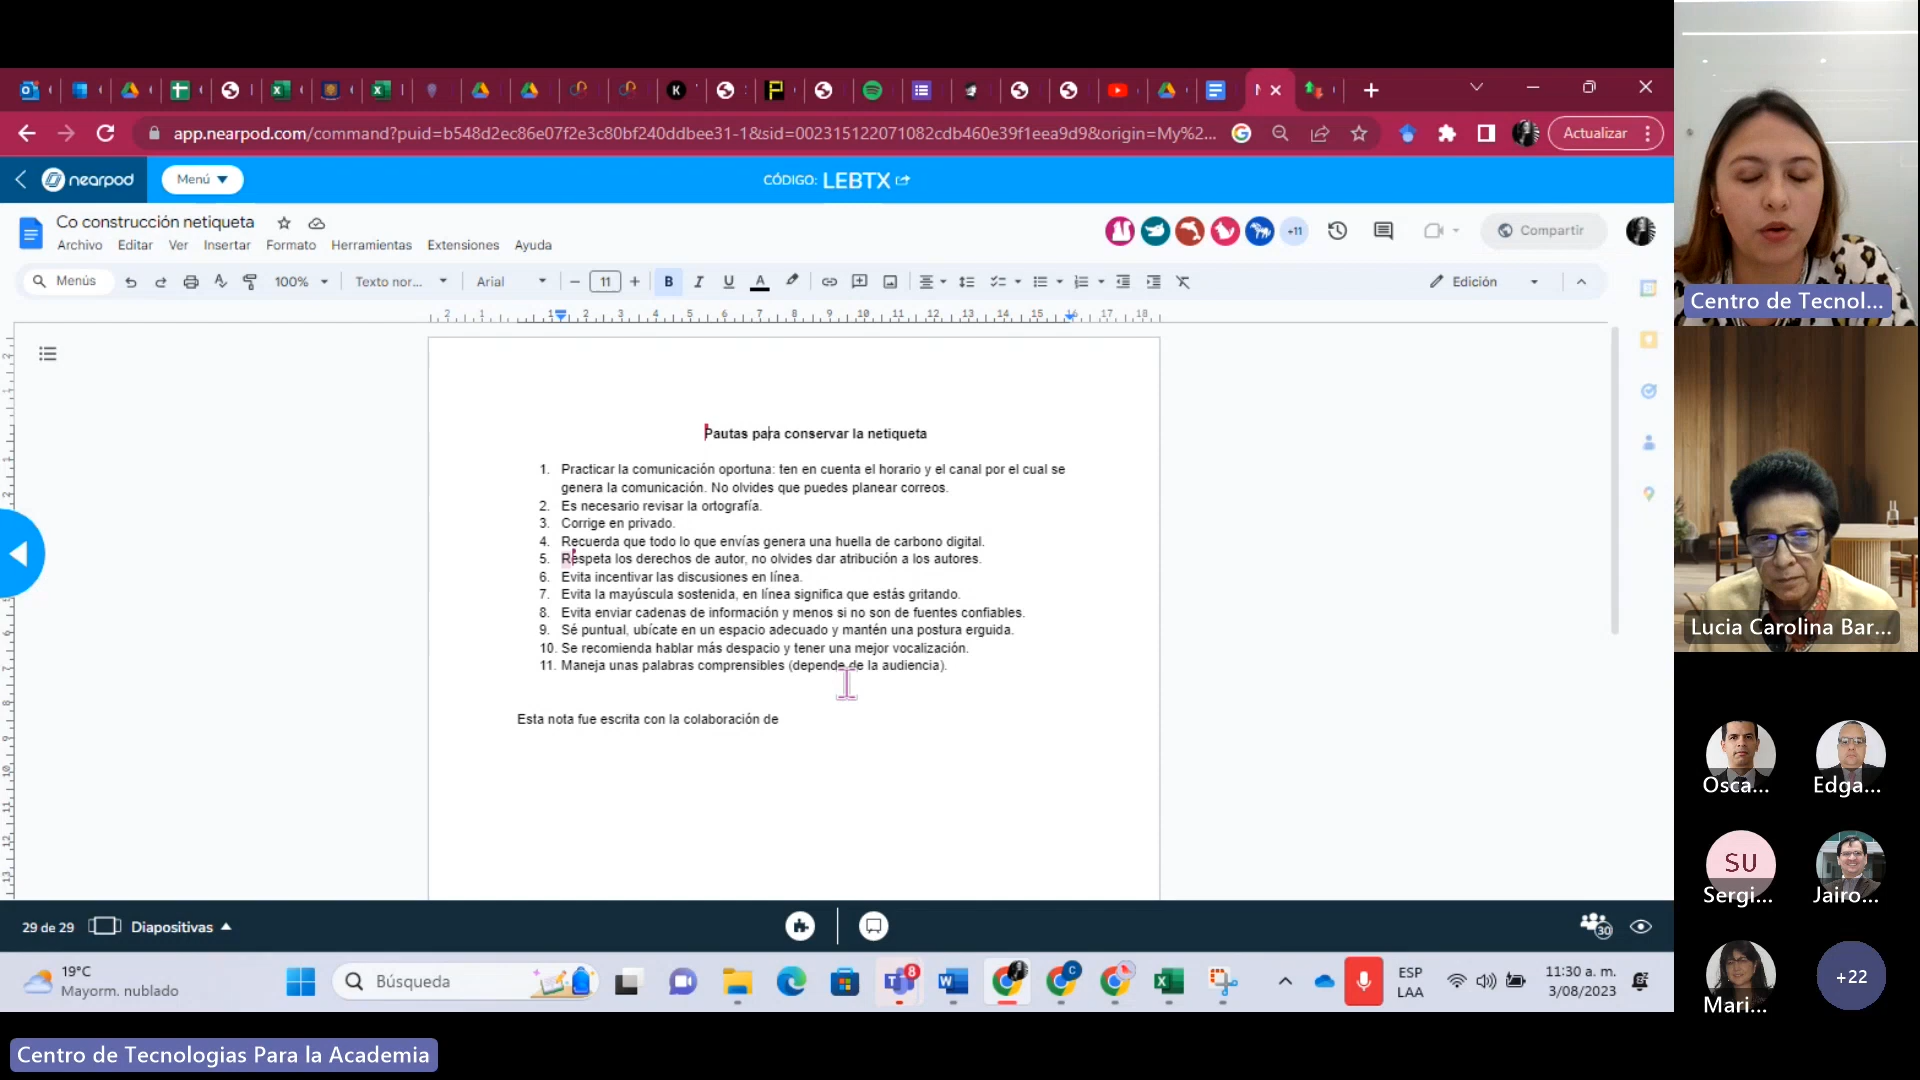 app.nearpod.com/command?puid=b548d2ec86e07f2e3c80bf240ddbee31-1&sid=002315122071082cdb460e39f1eea9d9&origin=My%2...
Actualizar
nearpod
Menú
CÓDIGO: LEBTX
Co construcción netiqueta
Archivo Editar Ver Insertar Formato Herramientas Extensiones Ayuda
+11
Compartir
Menús
100%
Texto nor...
Arial
11
Edición
Pautas para conservar la netiqueta
1. Practicar la comunicación oportuna: ten en cuenta el horario y el canal por el cual se
genera la comunicación. No olvides que puedes planear correos.
2. Es necesario revisar la ortografía.
3. Corrige en privado.
4. Recuerda que todo lo que envías genera una huella de carbono digital.
5. Respeta los derechos de autor, no olvides dar atribución a los autores.
6. Evita incentivar las discusiones en línea.
7. Evita la mayúscula sostenida, en línea significa que estás gritando.
8. Evita enviar cadenas de información y menos si no son de fuentes confiables.
9. Sé puntual, ubícate en un espacio adecuado y mantén una postura erguida.
10. Se recomienda hablar más despacio y tener una mejor vocalización.
11. Maneja unas palabras comprensibles (depende de la audiencia).
Esta nota fue escrita con la colaboración de
29 de 29
Diapositivas
30
19°C
Mayorm. nublado
Búsqueda
8
ESP
LAA
11:30 a. m.
3/08/2023
Centro de Tecnol...
Lucia Carolina Bar...
Osca...
Edga...
SU
Sergi...
Jairo...
Mari...
+22
Centro de Tecnologias Para la Academia